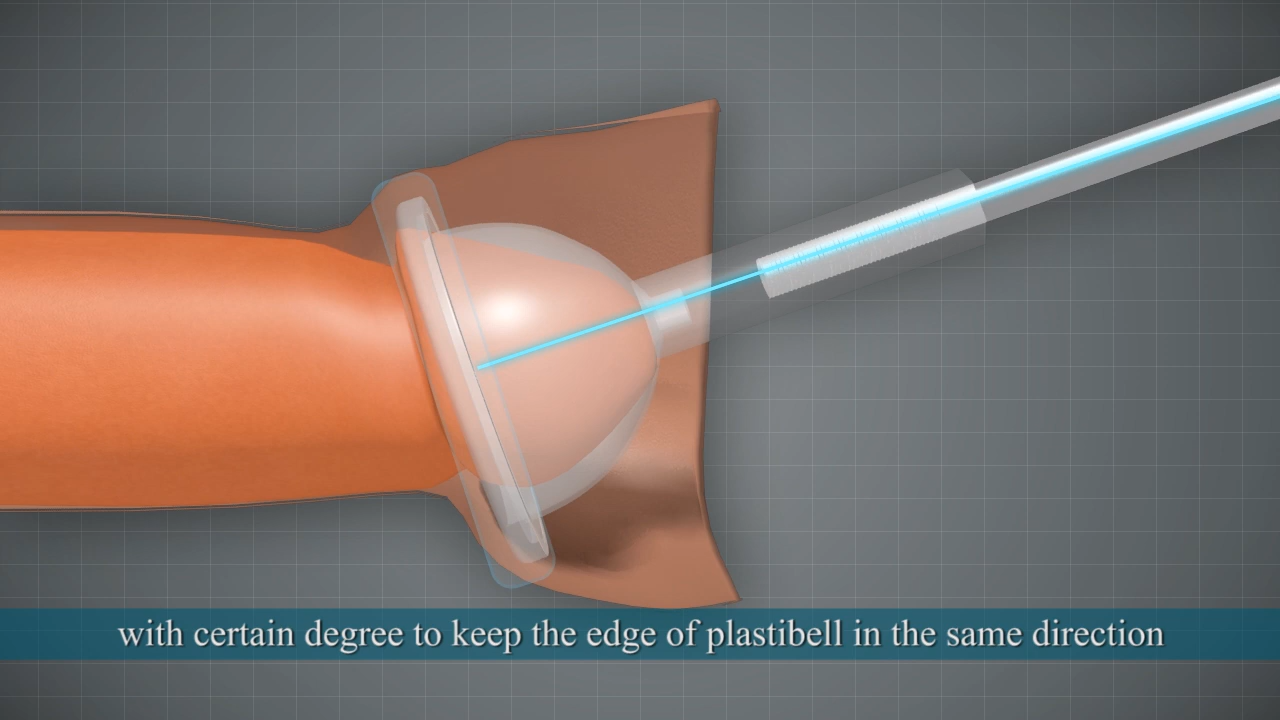 with certain degree to keep the edge of plastibell in the same direction